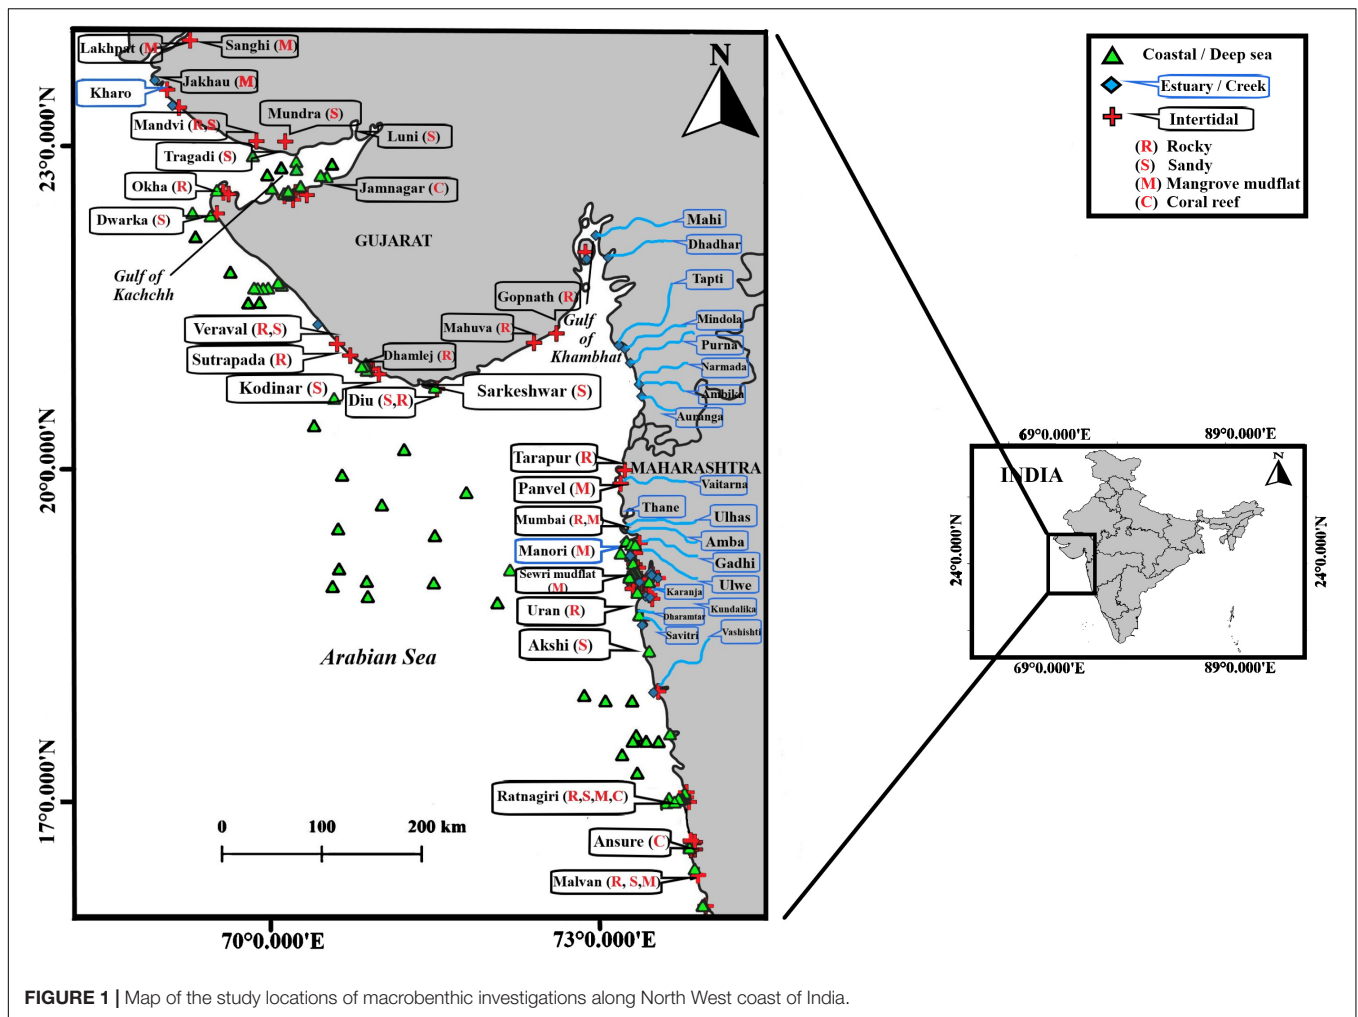 Lakhpat (M)
Sanghi (M)
Jakhau (M)
Kharo
Mandvi (R,S)
Mundra (S)
Luni (S)
Tragadi (S)
Okha (R)
Jamnagar (C)
Dwarka (S)
GUJARAT
Gulf of
Kachchh
Mahi
Dhadhar
Tapti
Gopnath (R)
Mindola
Veraval (R,S)
Mahuva (R)
Gulf
of
Khambhat
Purna
Sutrapada (R)
Dhamlej (R)
Narmada
Kodinar (S)
Diu (S,R)
Sarkeshwar (S)
Ambika
Auranga
Tarapur (R)
MAHARASHTRA
Panvel (M)
Vaitarna
Thane
Mumbai (R,M
Ulhas
Manori (M)
Amba
Gadhi
Sewri mudflat
(M)
Ulwe
Karanja
Uran (R)
Kundalika
Dharamtar
Akshi (S)
Savitri
Vashishti
Arabian Sea
Ratnagiri (R,S,M,C)
Ansure (C)
Malvan (R, S,M)
0 100 200 km
N
23°0.000'N
20°0.000'N
17°0.000'N
70°0.000'E
73°0.000'E
Coastal / Deep sea
Estuary / Creek
Intertidal
(R) Rocky
(S) Sandy
(M) Mangrove mudflat
(C) Coral reef
69°0.000'E
89°0.000'E
INDIA
N
24°0.000'N
24°0.000'N
69°0.000'E
89°0.000'E
FIGURE 1 | Map of the study locations of macrobenthic investigations along North West coast of India.